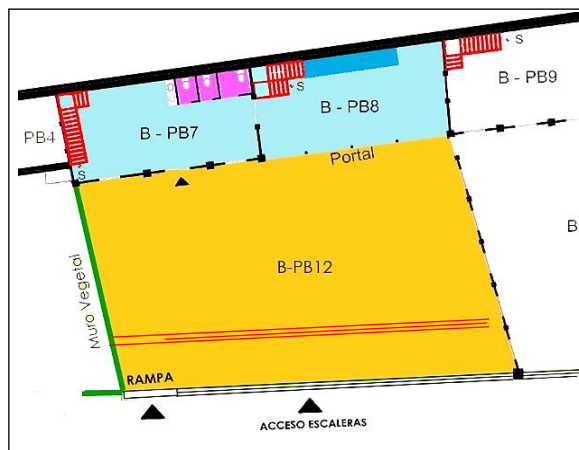 S
B - PB9
S
B - PB8
PB4
B - PB7
S
Portal
B
B-PB12
Muro Vegetal
RAMPA
ACCESO ESCALERAS